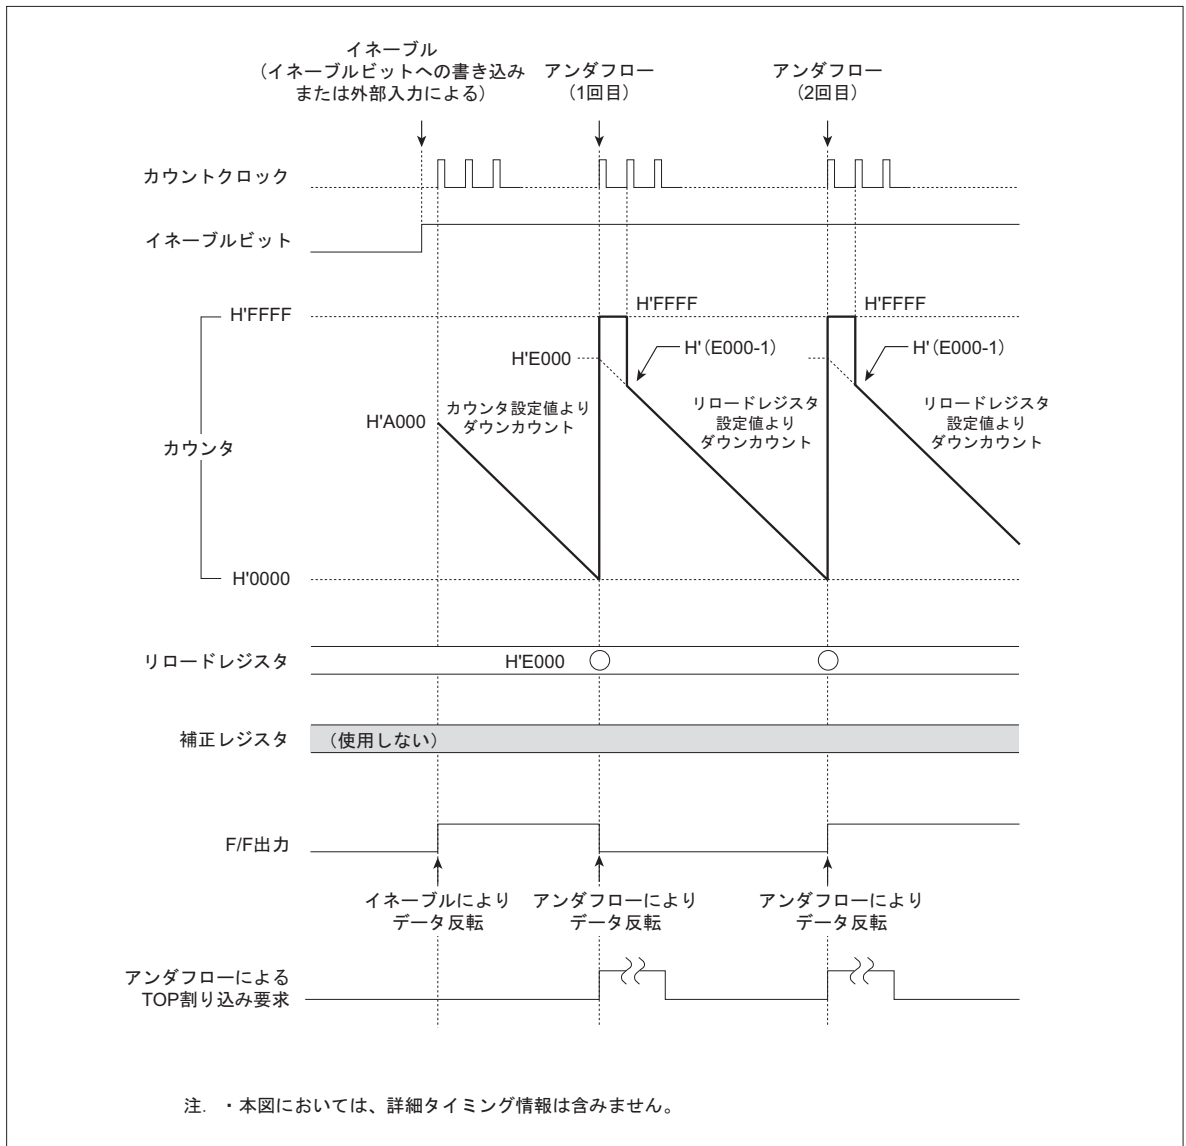 イネーブル
（イネーブルビットへの書き込み
または外部入力による）
アンダフロー
（1回目）
アンダフロー
（2回目）
カウントクロック
イネーブルビット
H'FFFF
H'FFFF
H'FFFF
H'E000
H'（E000-1）
H'（E000-1）
H'A000
カウンタ設定値より
ダウンカウント
リロードレジスタ
設定値より
ダウンカウント
リロードレジスタ
設定値より
ダウンカウント
カウンタ
H'0000
リロードレジスタ
H'E000
補正レジスタ
（使用しない）
F/F出力
イネーブルにより
データ反転
アンダフローにより
データ反転
アンダフローにより
データ反転
アンダフローによる
TOP割り込み要求
注. ・本図においては、詳細タイミング情報は含みません。